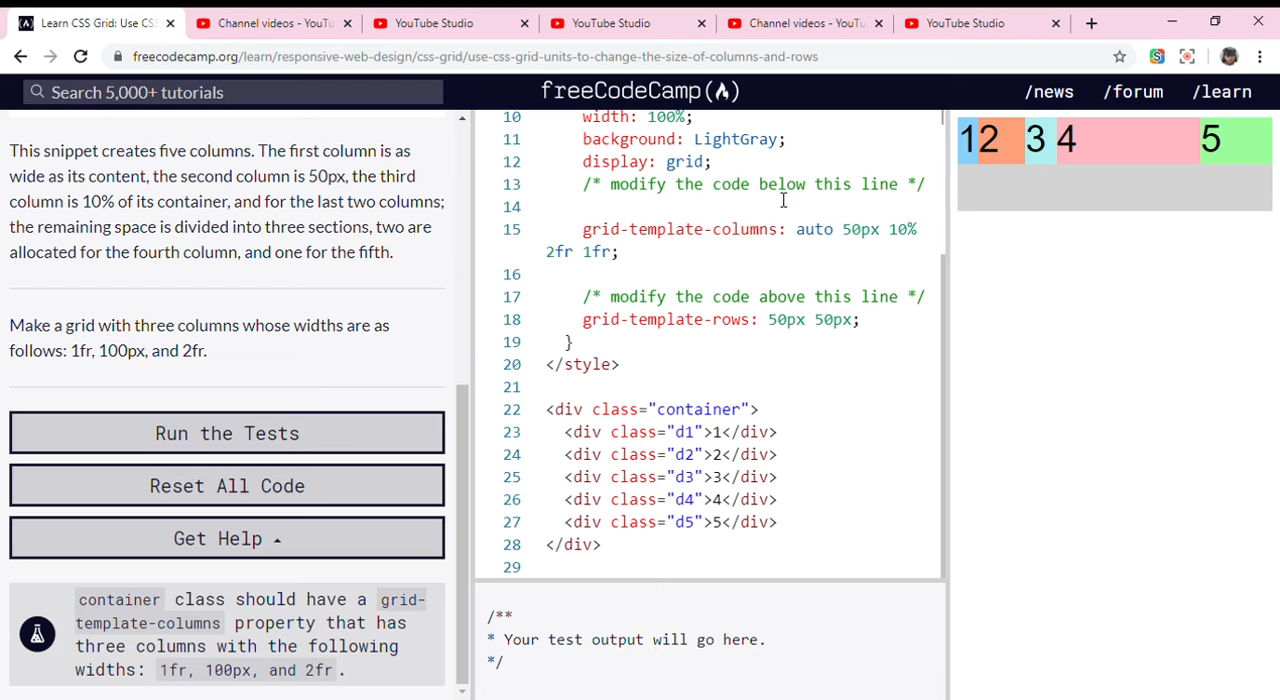 Learn CSS Grid: Use CS
Channel videos - YouTu
YouTube Studio
YouTube Studio
Channel videos - YouTu
YouTube Studio
freecodecamp.org/learn/responsive-web-design/css-grid/use-css-grid-units-to-change-the-size-of-columns-and-rows
Search 5,000+ tutorials
freeCodeCamp
/news
/forum
/learn
This snippet creates five columns. The first column is as
wide as its content, the second column is 50px, the third
column is 10% of its container, and for the last two columns;
the remaining space is divided into three sections, two are
allocated for the fourth column, and one for the fifth.
Make a grid with three columns whose widths are as
follows: 1fr, 100px, and 2fr.
Run the Tests
Reset All Code
Get Help
container class should have a grid-
template-columns property that has
three columns with the following
widths: 1fr, 100px, and 2fr.
10 width: 100%;
11 background: LightGray;
12 display: grid;
13 /* modify the code below this line */
14
15 grid-template-columns: auto 50px 10%
2fr 1fr;
16
17 /* modify the code above this line */
18 grid-template-rows: 50px 50px;
19 }
20 </style>
21
22 <div class="container">
23 <div class="d1">1</div>
24 <div class="d2">2</div>
25 <div class="d3">3</div>
26 <div class="d4">4</div>
27 <div class="d5">5</div>
28 </div>
29
/**
* Your test output will go here.
*/
1 2 3 4 5